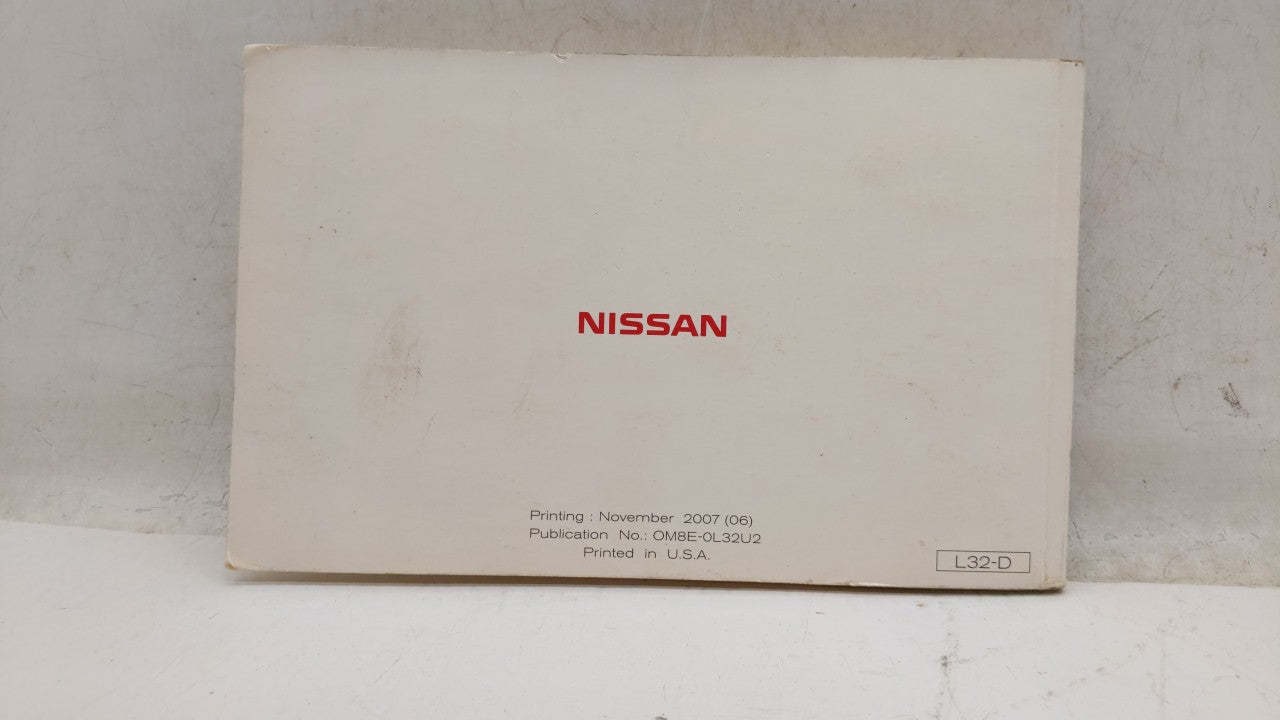 NISSAN
Printing : November 2007 (06)
Publication No.: OM8E-0L32U2
Printed in U.S.A.
L32-D